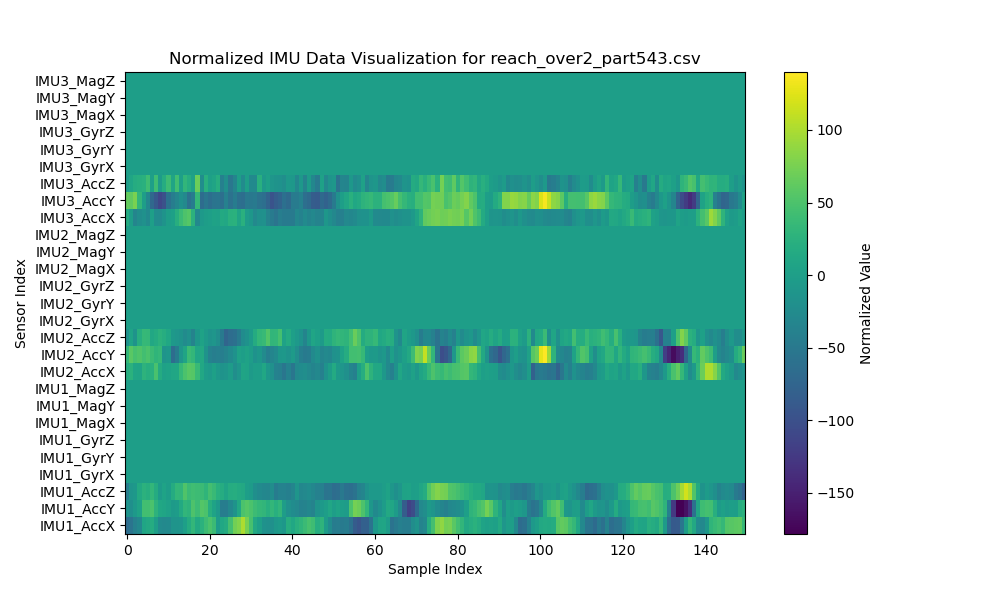 Normalized IMU Data Visualization for reach_over2_part543.csv
IMU3_MagZ
IMU3_MagY
IMU3_MagX
IMU3_GyrZ
IMU3_GyrY
IMU3_GyrX
IMU3_AccZ
IMU3_AccY
IMU3_AccX
IMU2_MagZ
IMU2_MagY
IMU2_MagX
IMU2_GyrZ
IMU2_GyrY
IMU2_GyrX
IMU2_AccZ
IMU2_AccY
IMU2_AccX
IMU1_MagZ
IMU1_MagY
IMU1_MagX
IMU1_GyrZ
IMU1_GyrY
IMU1_GyrX
IMU1_AccZ
IMU1_AccY
IMU1_AccX
Sensor Index
0 20 40 60 80 100 120 140
Sample Index
100
50
0
−50
−100
−150
Normalized Value